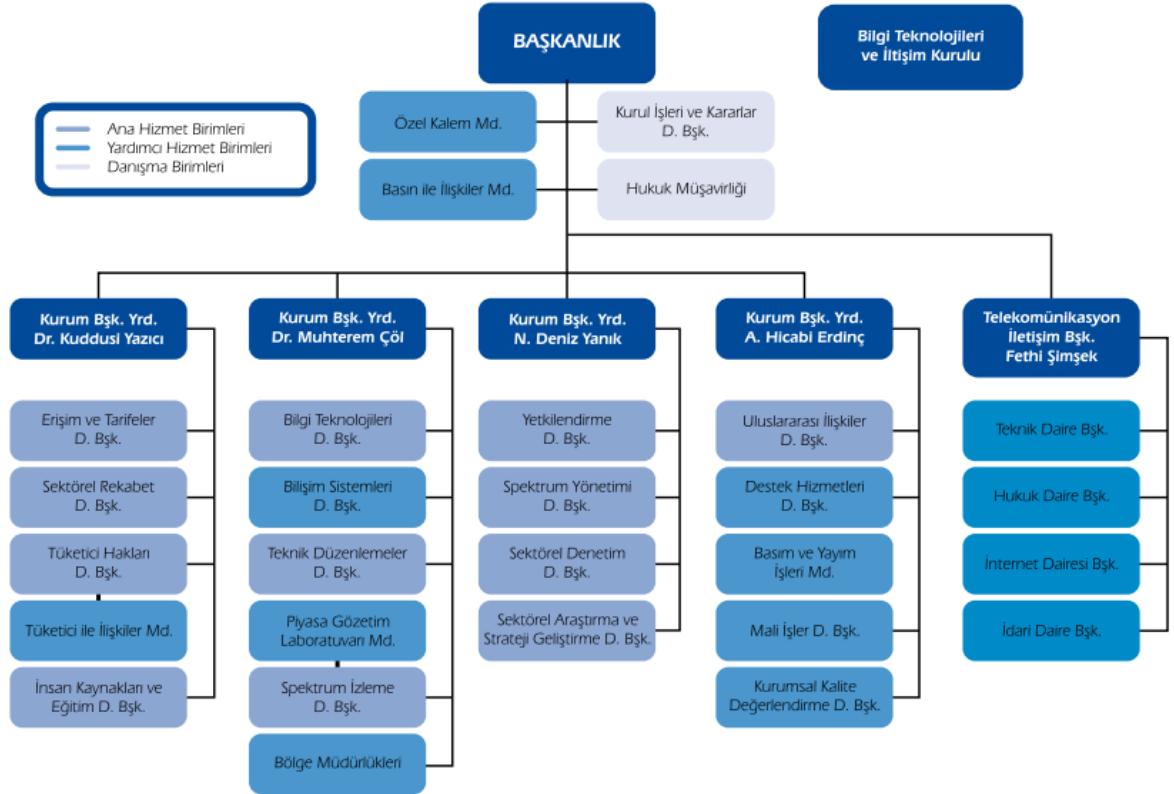 BAŞKANLIK
Bilgi Teknolojileri
ve İltişim Kurulu
Ana Hizmet Birimleri
Yardımcı Hizmet Birimleri
Danışma Birimleri
Özel Kalem Md.
Kurul İşleri ve Kararlar
D. Bşk.
Basın ile İlişkiler Md.
Hukuk Müşavirliği
Kurum Bşk. Yrd.
Dr. Kuddusi Yazıcı
Erişim ve Tarifeler
D. Bşk.
Sektörel Rekabet
D. Bşk.
Tüketici Hakları
D. Bşk.
Tüketici ile İlişkiler Md.
İnsan Kaynakları ve
Eğitim D. Bşk.
Kurum Bşk. Yrd.
Dr. Muhterem Çöl
Bilgi Teknolojileri
D. Bşk.
Bilişim Sistemleri
D. Bşk.
Teknik Düzenlemeler
D. Bşk.
Piyasa Gözetim
Laboratuvarı Md.
Spektrum İzleme
D. Bşk.
Bölge Müdürlükleri
Kurum Bşk. Yrd.
N. Deniz Yanık
Yetkilendirme
D. Bşk.
Spektrum Yönetimi
D. Bşk.
Sektörel Denetim
D. Bşk.
Sektörel Araştırma ve
Strateji Geliştirme D. Bşk.
Kurum Bşk. Yrd.
A. Hicabi Erdinç
Uluslararası İlişkiler
D. Bşk.
Destek Hizmetleri
D. Bşk.
Basım ve Yayım
İşleri Md.
Mali İşler D. Bşk.
Kurumsal Kalite
Değerlendirme D. Bşk.
Telekomünikasyon
İletişim Bşk.
Fethi Şimşek
Teknik Daire Bşk.
Hukuk Daire Bşk.
İnternet Dairesi Bşk.
İdari Daire Bşk.